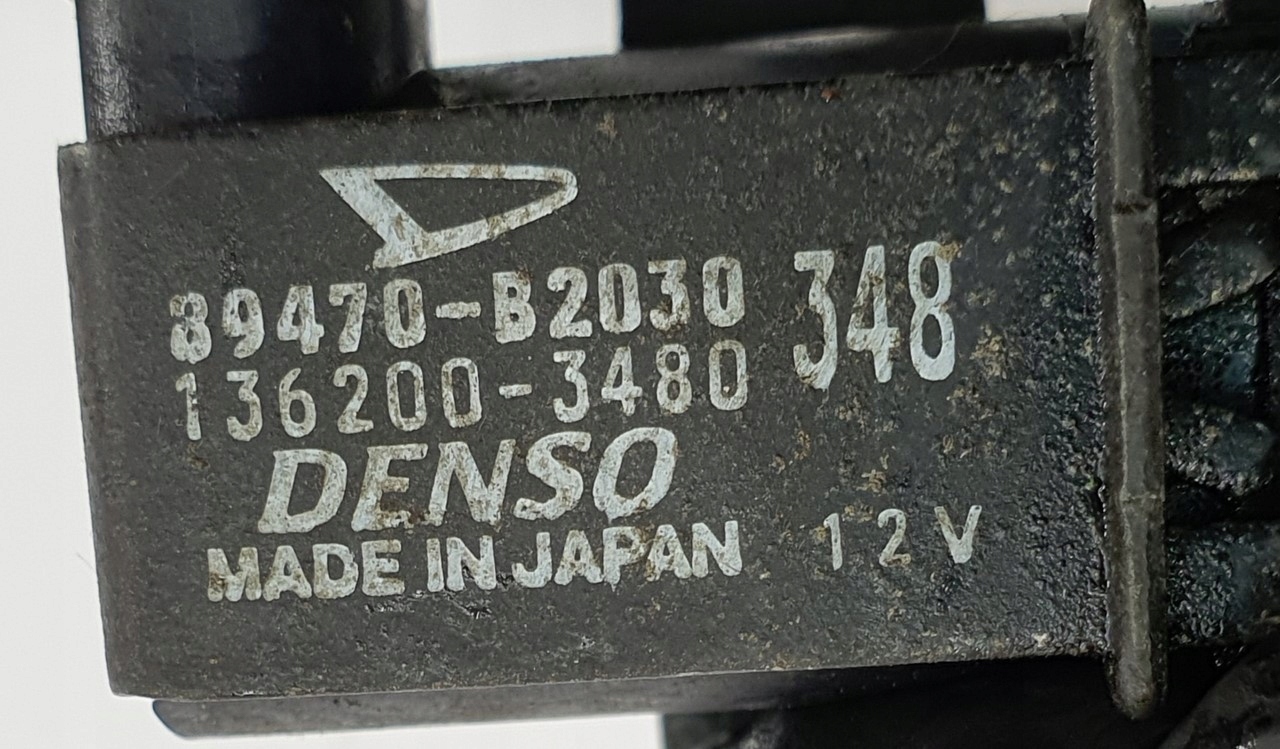 89470-B2030
348
136200-3480
DENSO
MADE IN JAPAN
12V